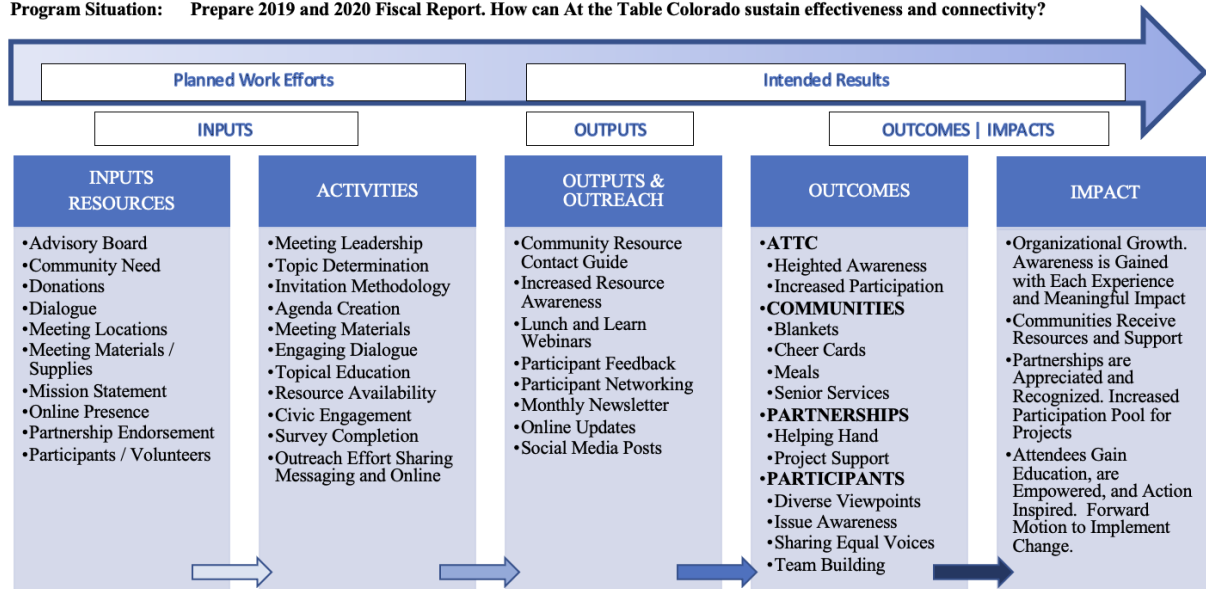 Program Situation: Prepare 2019 and 2020 Fiscal Report. How can At the Table Colorado sustain effectiveness and connectivity?
Planned Work Efforts
Intended Results
INPUTS
OUTPUTS
OUTCOMES | IMPACTS
INPUTS
RESOURCES
•Advisory Board
•Community Need
•Donations
•Dialogue
•Meeting Locations
•Meeting Materials /
Supplies
•Mission Statement
•Online Presence
•Partnership Endorsement
•Participants / Volunteers
ACTIVITIES
•Meeting Leadership
•Topic Determination
•Invitation Methodology
•Agenda Creation
•Meeting Materials
•Engaging Dialogue
•Topical Education
•Resource Availability
•Civic Engagement
•Survey Completion
•Outreach Effort Sharing
Messaging and Online
OUTPUTS &
OUTREACH
•Community Resource
Contact Guide
•Increased Resource
Awareness
•Lunch and Learn
Webinars
•Participant Feedback
•Participant Networking
•Monthly Newsletter
•Online Updates
•Social Media Posts
OUTCOMES
•ATTC
•Heighted Awareness
•Increased Participation
•COMMUNITIES
•Blankets
•Cheer Cards
•Meals
•Senior Services
•PARTNERSHIPS
•Helping Hand
•Project Support
•PARTICIPANTS
•Diverse Viewpoints
•Issue Awareness
•Sharing Equal Voices
•Team Building
IMPACT
•Organizational Growth.
Awareness is Gained
with Each Experience
and Meaningful Impact
•Communities Receive
Resources and Support
•Partnerships are
Appreciated and
Recognized. Increased
Participation Pool for
Projects
•Attendees Gain
Education, are
Empowered, and Action
Inspired. Forward
Motion to Implement
Change.